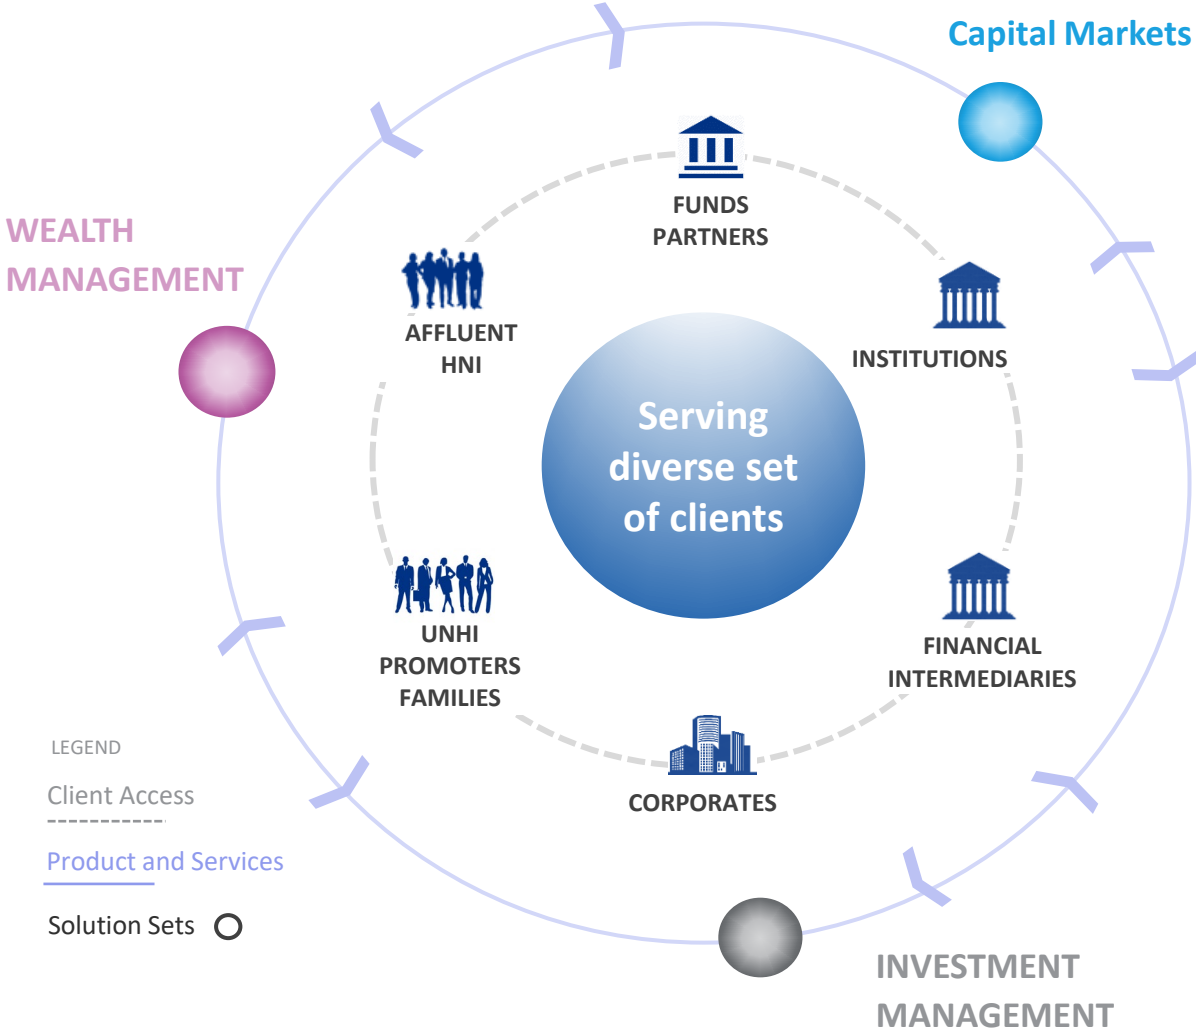 Capital Markets
FUNDS
PARTNERS
WEALTH
MANAGEMENT
AFFLUENT
HNI
INSTITUTIONS
Serving
diverse set
of clients
UNHI
PROMOTERS
FAMILIES
FINANCIAL
INTERMEDIARIES
CORPORATES
LEGEND
Client Access
Product and Services
Solution Sets
INVESTMENT
MANAGEMENT